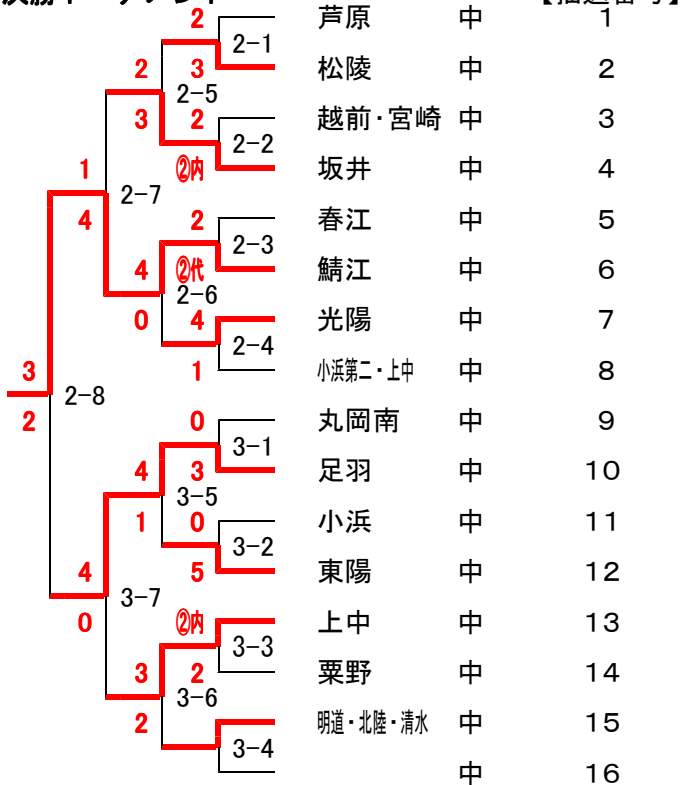 2 芦原 中 1
2-1
2 3 松陵 中 2
2-5
3 2 越前・宮崎 中 3
2-2
1 ②内 坂井 中 4
2-7
4 2 春江 中 5
2-3
4 ②代 鯖江 中 6
2-6
0 4 光陽 中 7
2-4
3 1 小浜第二・上中 中 8
2-8
2 0 丸岡南 中 9
3-1
4 3 足羽 中 10
3-5
1 0 小浜 中 11
3-2
4 5 東陽 中 12
3-7
0 ②内 上中 中 13
3-3
3 2 粟野 中 14
3-6
2 明道・北陸・清水 中 15
3-4
中 16